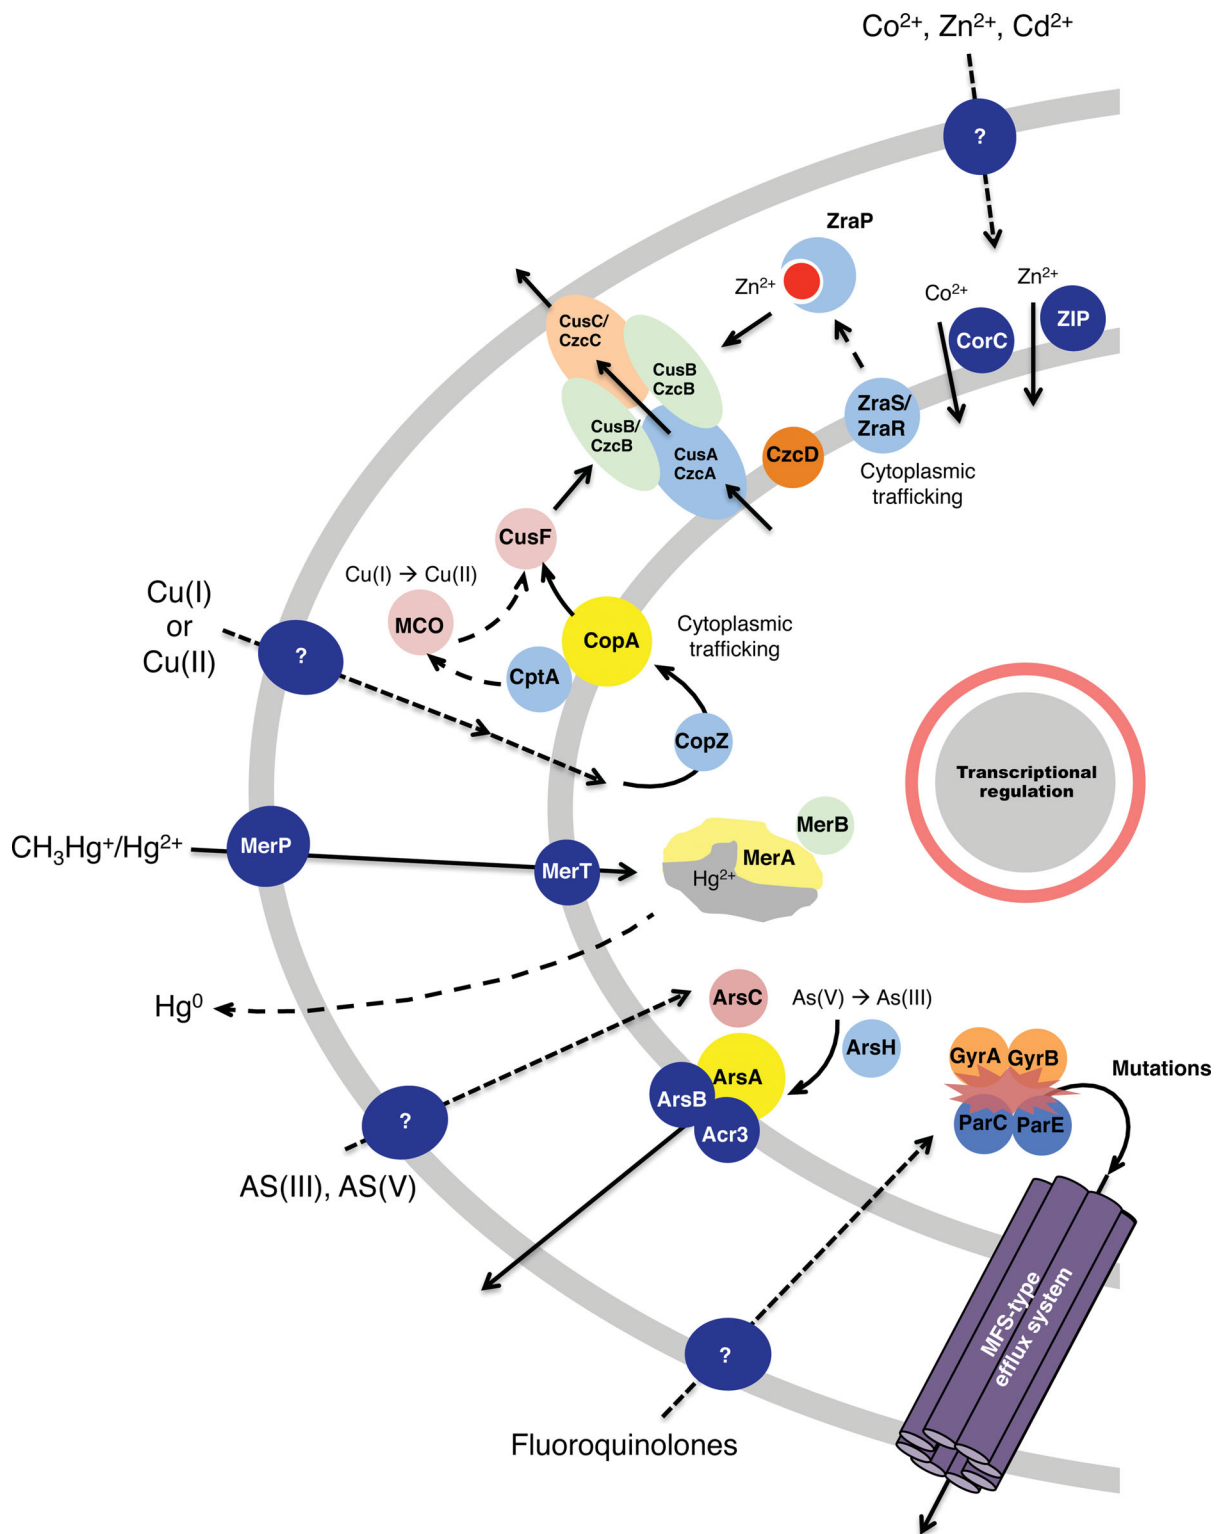 Co²⁺, Zn²⁺, Cd²⁺
?
ZraP
Zn²⁺
Zn²⁺
Co²⁺
ZIP
CorC
CusC/
CzcC
CusB
CzcB
CusB/
CzcB
CusA
CzcA
ZraS/
ZraR
CzcD
Cytoplasmic
trafficking
CusF
Cu(I) → Cu(II)
MCO
Cu(I)
or
Cu(II)
?
CopA
Cytoplasmic
trafficking
CptA
CopZ
Transcriptional
regulation
MerB
CH₃Hg⁺/Hg²⁺
MerP
MerT
MerA
Hg²⁺
Hg⁰
ArsC
As(V) → As(III)
ArsH
ArsA
ArsB
Acr3
GyrA
GyrB
Mutations
ParC
ParE
?
AS(III), AS(V)
MFS-type
efflux system
?
Fluoroquinolones